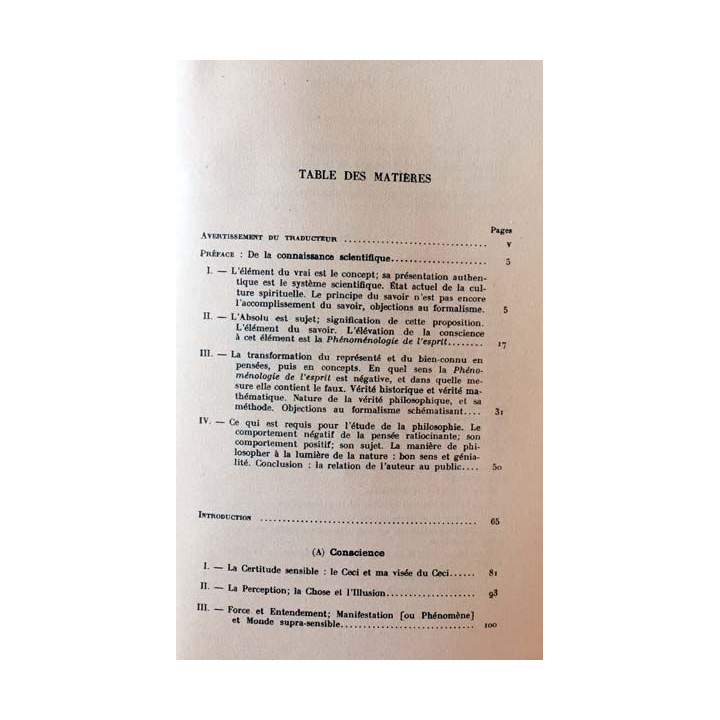 TABLE DES MATIÈRES
Pages
AVERTISSEMENT DU TRADUCTEUR .................................. v
PRÉFACE : De la connaissance scientifique....................... 5
I. — L'élément du vrai est le concept; sa présentation authen-
tique est le système scientifique. État actuel de la cul-
ture spirituelle. Le principe du savoir n'est pas encore
l'accomplissement du savoir, objections au formalisme. 5
II. — L'Absolu est sujet; signification de cette proposition.
L'élément du savoir. L'élévation de la conscience
à cet élément est la Phénoménologie de l'esprit........ 17
III. — La transformation du représenté et du bien-connu en
pensées, puis en concepts. En quel sens la Phéno-
ménologie de l'esprit est négative, et dans quelle me-
sure elle contient le faux. Vérité historique et vérité ma-
thématique. Nature de la vérité philosophique, et sa
méthode. Objections au formalisme schématisant.... 31
IV. — Ce qui est requis pour l'étude de la philosophie. Le
comportement négatif de la pensée ratiocinante; son
comportement positif; son sujet. La manière de phi-
losopher à la lumière de la nature : bon sens et génia-
lité. Conclusion : la relation de l'auteur au public.... 50
INTRODUCTION .................................................. 65
(A) Conscience
I. — La Certitude sensible : le Ceci et ma visée du Ceci...... 81
II. — La Perception; la Chose et l'Illusion.................... 93
III. — Force et Entendement; Manifestation [ou Phénomène]
et Monde supra-sensible................................ 100